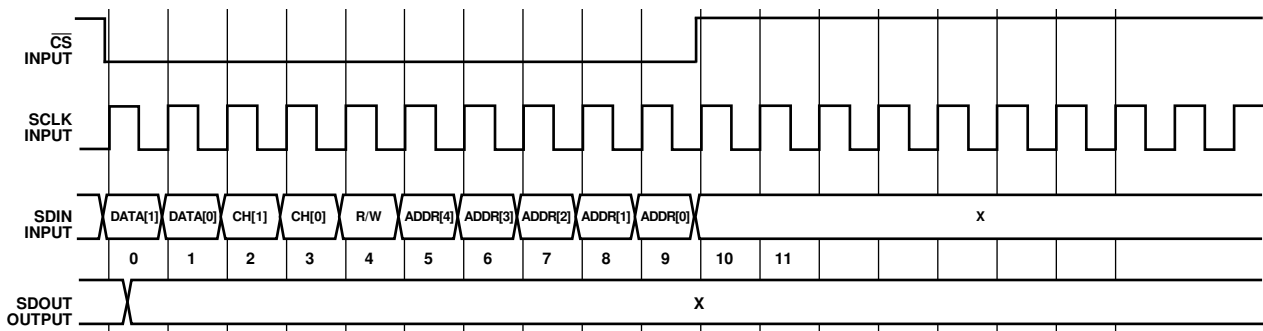 CS
INPUT
SCLK
INPUT
SDIN
INPUT
DATA[1] DATA[0] CH[1] CH[0] R/W ADDR[4] ADDR[3] ADDR[2] ADDR[1] ADDR[0] X
0 1 2 3 4 5 6 7 8 9 10 11
SDOUT
OUTPUT
X